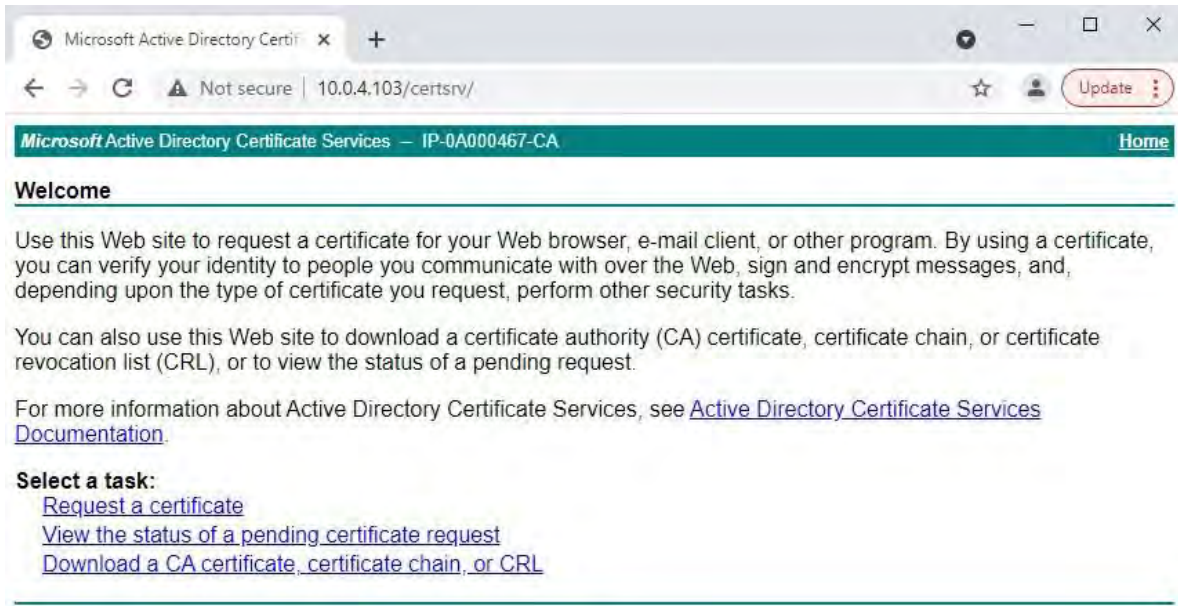 Microsoft Active Directory Certif
Not secure | 10.0.4.103/certsrv/
Update
Microsoft Active Directory Certificate Services – IP-0A000467-CA
Home
Welcome
Use this Web site to request a certificate for your Web browser, e-mail client, or other program. By using a certificate,
you can verify your identity to people you communicate with over the Web, sign and encrypt messages, and,
depending upon the type of certificate you request, perform other security tasks.
You can also use this Web site to download a certificate authority (CA) certificate, certificate chain, or certificate
revocation list (CRL), or to view the status of a pending request.
For more information about Active Directory Certificate Services, see Active Directory Certificate Services
Documentation.
Select a task:
Request a certificate
View the status of a pending certificate request
Download a CA certificate, certificate chain, or CRL